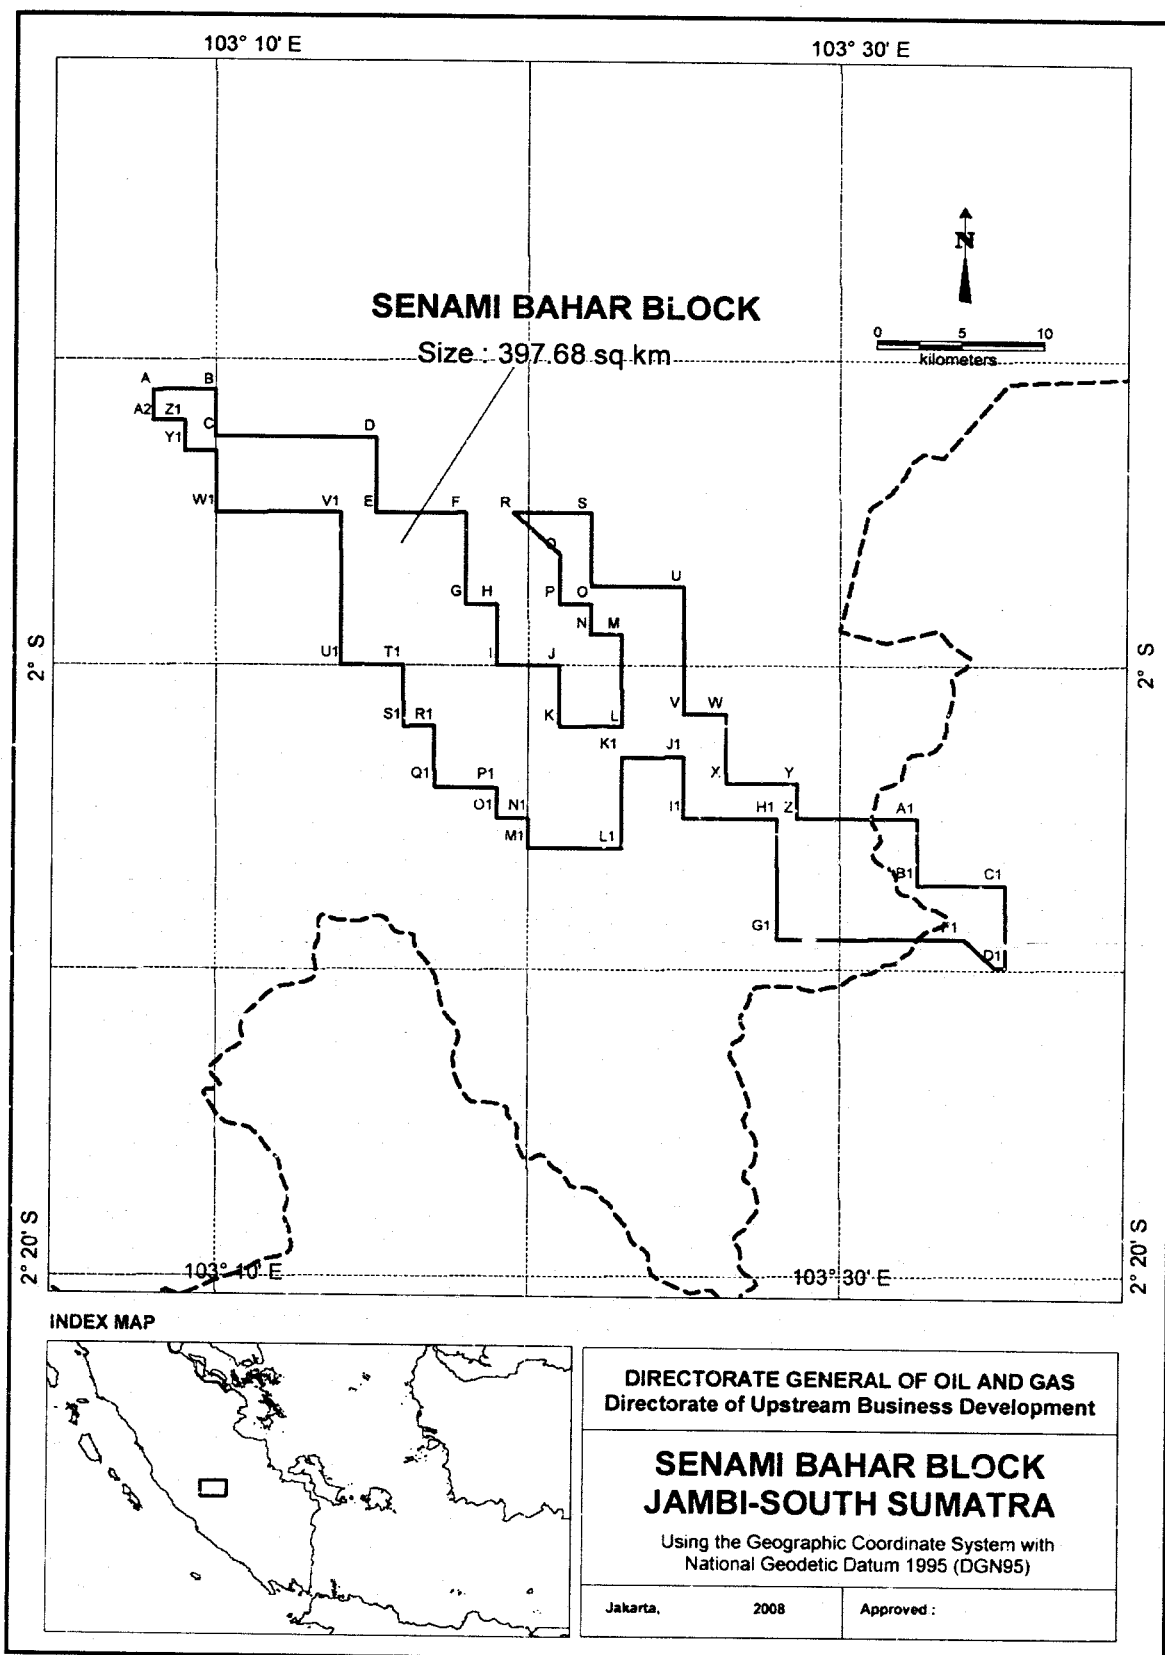 103° 10' E
103° 30' E
N
SENAMI BAHAR BLOCK
Size : 397.68 sq km
0 5 10
kilometers
A B
A2 Z1
C
D
Y1
W1
V1
E
F
R
S
Q
G
H
P
O
U
N
M
2° S
2° S
U1
T1
I
J
S1
R1
K
L
V
W
K1
J1
Q1
P1
X
Y
O1
N1
I1
H1
Z
A1
M1
L1
B1
C1
G1
F1
D1
2° 20' S
2° 20' S
103° 10' E
103° 30' E
INDEX MAP
DIRECTORATE GENERAL OF OIL AND GAS
Directorate of Upstream Business Development
SENAMI BAHAR BLOCK
JAMBI-SOUTH SUMATRA
Using the Geographic Coordinate System with
National Geodetic Datum 1995 (DGN95)
Jakarta, 2008
Approved :